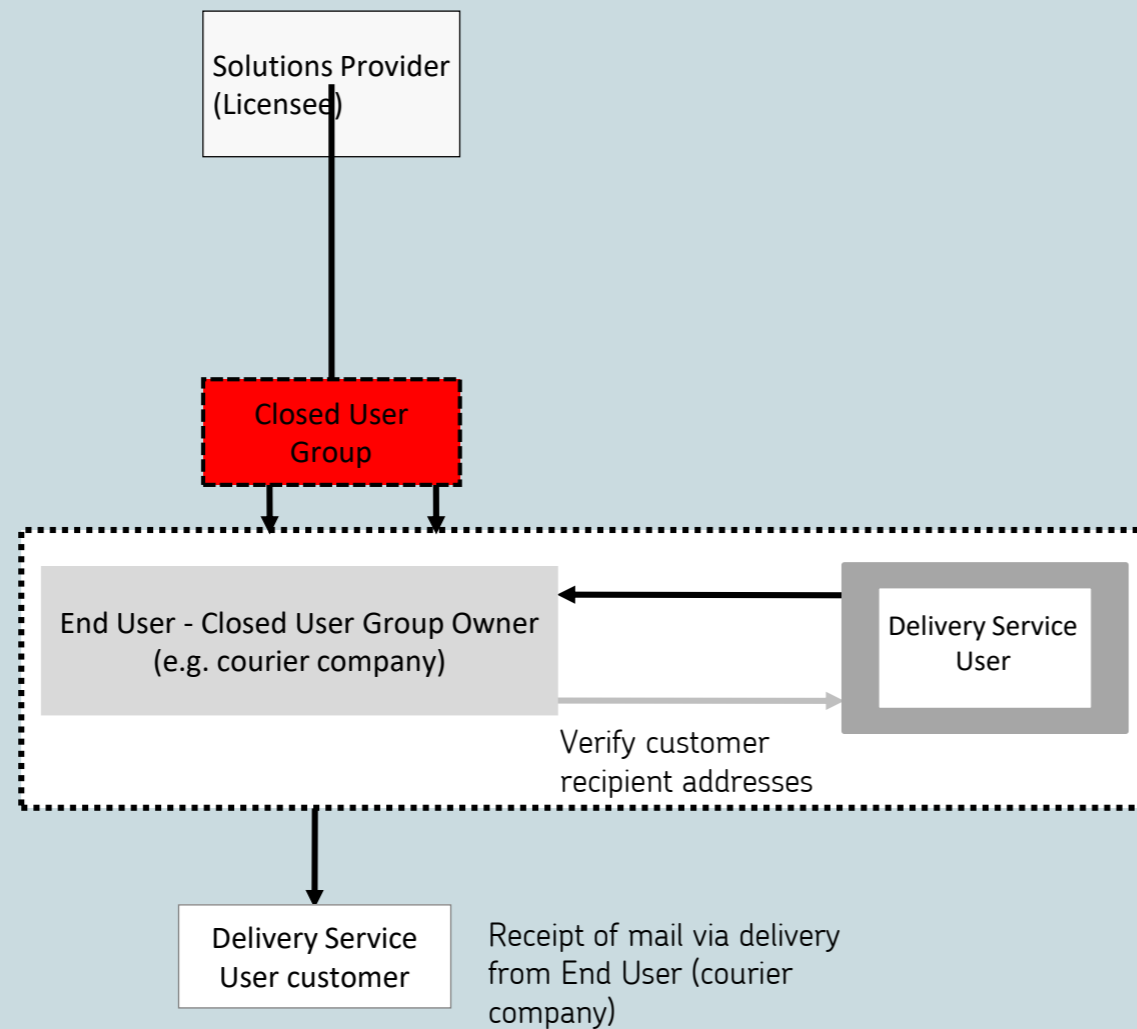 Solutions Provider
(Licensee)
Closed User
Group
End User - Closed User Group Owner
(e.g. courier company)
Delivery Service
User
Verify customer
recipient addresses
Delivery Service
User customer
Receipt of mail via delivery
from End User (courier
company)